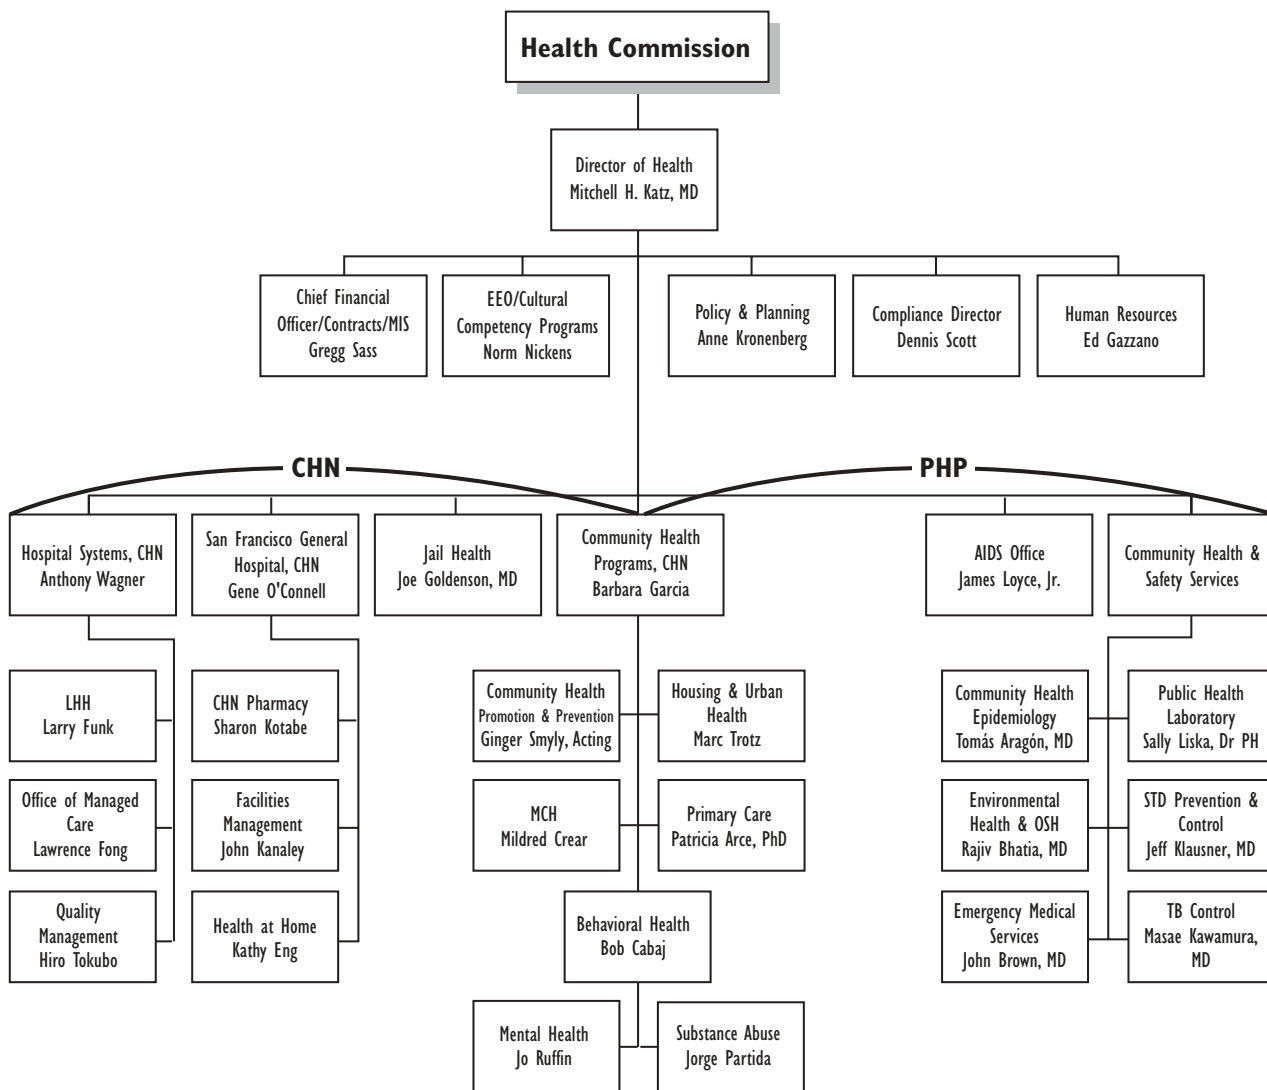 Health Commission
Director of Health
Mitchell H. Katz, MD
Chief Financial
Officer/Contracts/MIS
Gregg Sass
EEO/Cultural
Competency Programs
Norm Nickens
Policy & Planning
Anne Kronenberg
Compliance Director
Dennis Scott
Human Resources
Ed Gazzano
CHN
PHP
Hospital Systems, CHN
Anthony Wagner
San Francisco General
Hospital, CHN
Gene O'Connell
Jail Health
Joe Goldenson, MD
Community Health
Programs, CHN
Barbara Garcia
AIDS Office
James Loyce, Jr.
Community Health &
Safety Services
LHH
Larry Funk
CHN Pharmacy
Sharon Kotabe
Community Health
Promotion & Prevention
Ginger Smyly, Acting
Housing & Urban
Health
Marc Trotz
Community Health
Epidemiology
Tomás Aragón, MD
Public Health
Laboratory
Sally Liska, Dr PH
Office of Managed
Care
Lawrence Fong
Facilities
Management
John Kanaley
MCH
Mildred Crear
Primary Care
Patricia Arce, PhD
Environmental
Health & OSH
Rajiv Bhatia, MD
STD Prevention &
Control
Jeff Klausner, MD
Quality
Management
Hiro Tokubo
Health at Home
Kathy Eng
Behavioral Health
Bob Cabaj
Emergency Medical
Services
John Brown, MD
TB Control
Masae Kawamura,
MD
Mental Health
Jo Ruffin
Substance Abuse
Jorge Partida